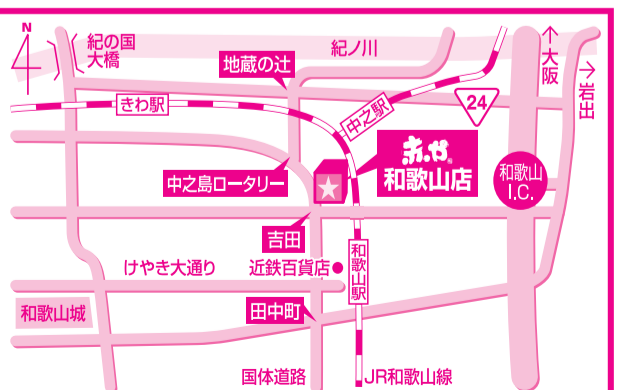 N
紀の国
大橋
紀ノ川
↑大阪
→岩出
地蔵の辻
きわ駅
中之駅
24
和歌山店
和歌山
I.C.
中之島ロータリー
吉田
けやき大通り
近鉄百貨店
和歌山駅
和歌山城
田中町
国体道路
JR和歌山線